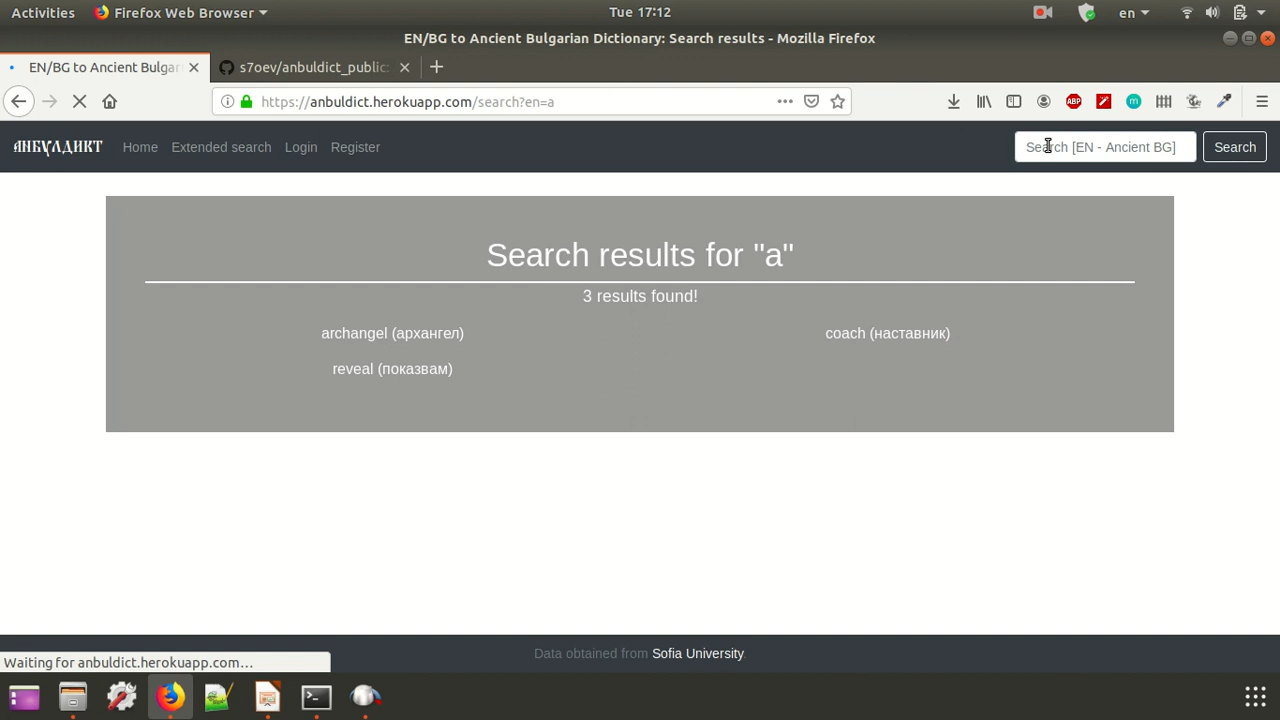 Activities Firefox Web Browser Tue 17:12 en
EN/BG to Ancient Bulgarian Dictionary: Search results - Mozilla Firefox
EN/BG to Ancient Bulgar s7oev/anbuldict_public:
https://anbuldict.herokuapp.com/search?en=a ABP m
АНБУЛДИКТ Home Extended search Login Register Search [EN - Ancient BG] Search
Search results for "a"
3 results found!
archangel (архангел) coach (наставник)
reveal (показвам)
Data obtained from Sofia University.
Waiting for anbuldict.herokuapp.com…